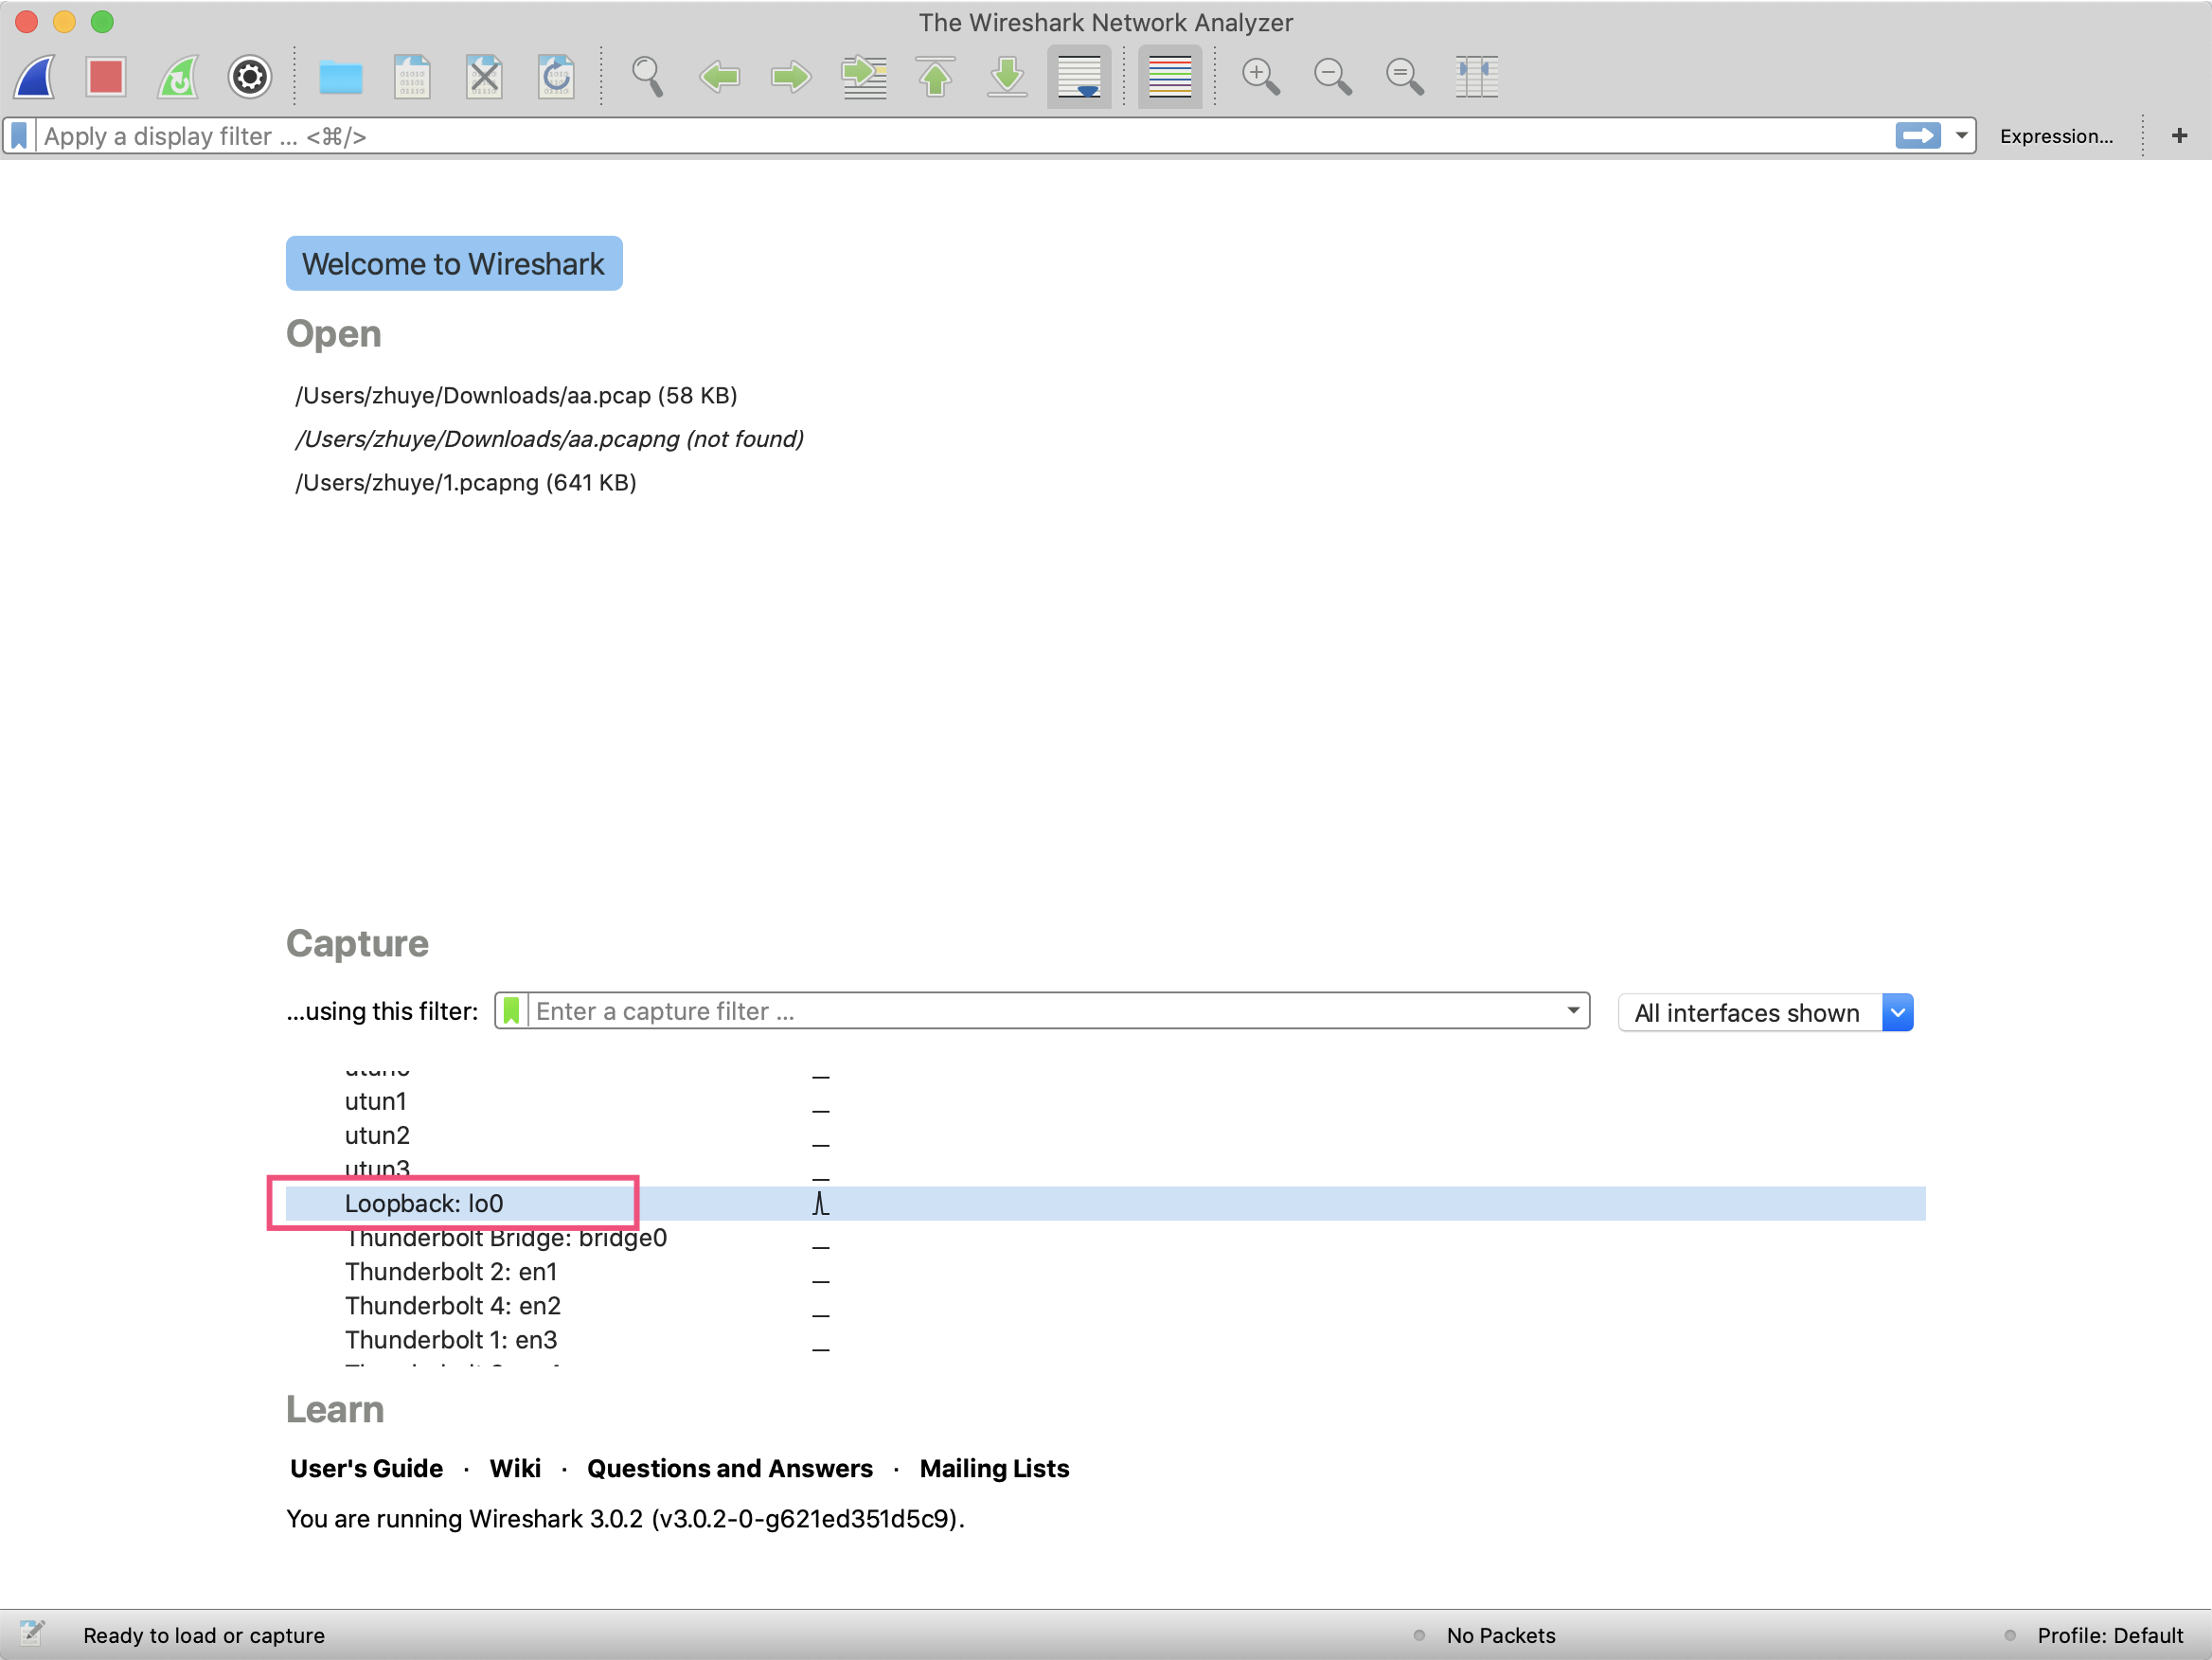 The Wireshark Network Analyzer
Apply a display filter ... <⌘/>
Expression...
+
Welcome to Wireshark
Open
/Users/zhuye/Downloads/aa.pcap (58 KB)
/Users/zhuye/Downloads/aa.pcapng (not found)
/Users/zhuye/1.pcapng (641 KB)
Capture
...using this filter:
Enter a capture filter ...
All interfaces shown
utun1
utun2
utun3
Loopback: lo0
Thunderbolt Bridge: bridge0
Thunderbolt 2: en1
Thunderbolt 4: en2
Thunderbolt 1: en3
Learn
User's Guide · Wiki · Questions and Answers · Mailing Lists
You are running Wireshark 3.0.2 (v3.0.2-0-g621ed351d5c9).
Ready to load or capture
No Packets
Profile: Default